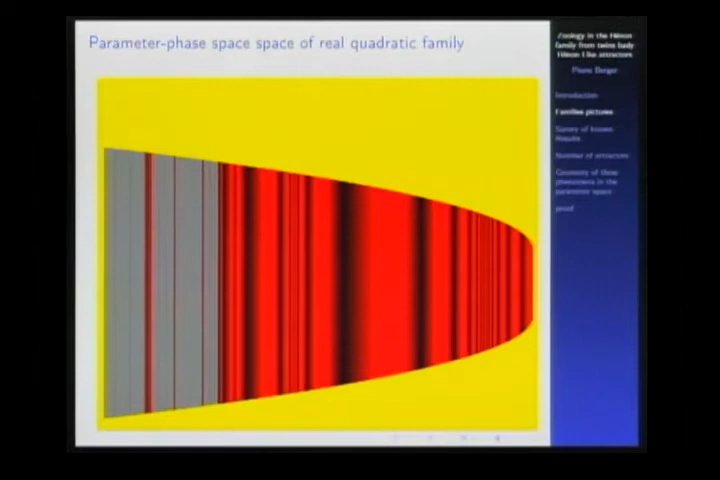 Parameter-phase space space of real quadratic family
Zoology in the Hénon
family from twins bady
Hénon-Like attractors
Pierre Berger
Introduction
Families pictures
Survey of known
Results
Number of attractors
Geometry of these
phenomena in the
parameter space
proof